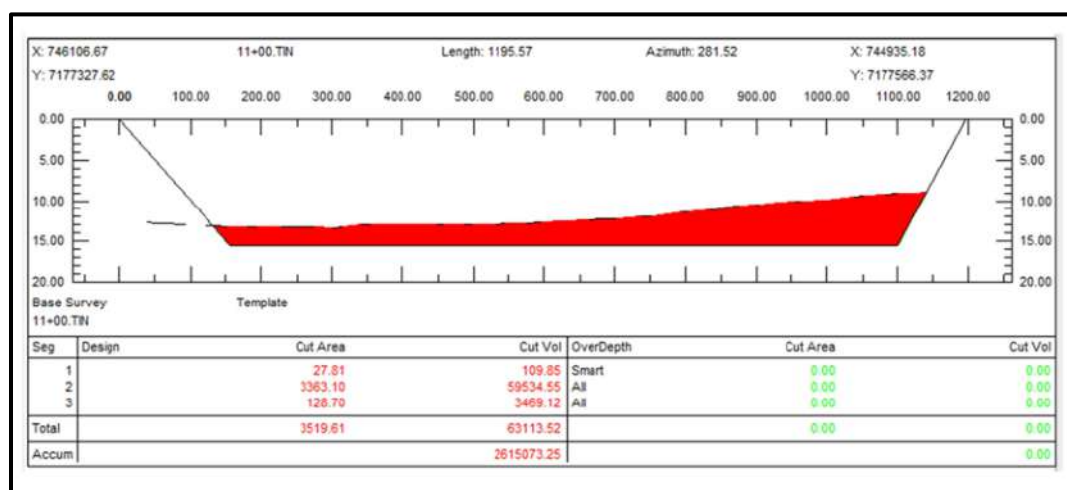 X: 746106.67 11+00.TIN Length: 1195.57 Azimuth: 281.52 X: 744935.18
Y: 7177327.62 Y: 7177566.37
0.00 100.00 200.00 300.00 400.00 500.00 600.00 700.00 800.00 900.00 1000.00 1100.00 1200.00
0.00 0.00
5.00 5.00
10.00 10.00
15.00 15.00
20.00 20.00
Base Survey Template
11+00.TIN
Seg Design Cut Area Cut Vol OverDepth Cut Area Cut Vol
1 27.81 109.85 Smart 0.00 0.00
2 3363.10 59534.55 All 0.00 0.00
3 128.70 3469.12 All 0.00 0.00
Total 3519.61 63113.52 0.00 0.00
Accum 2615073.25 0.00